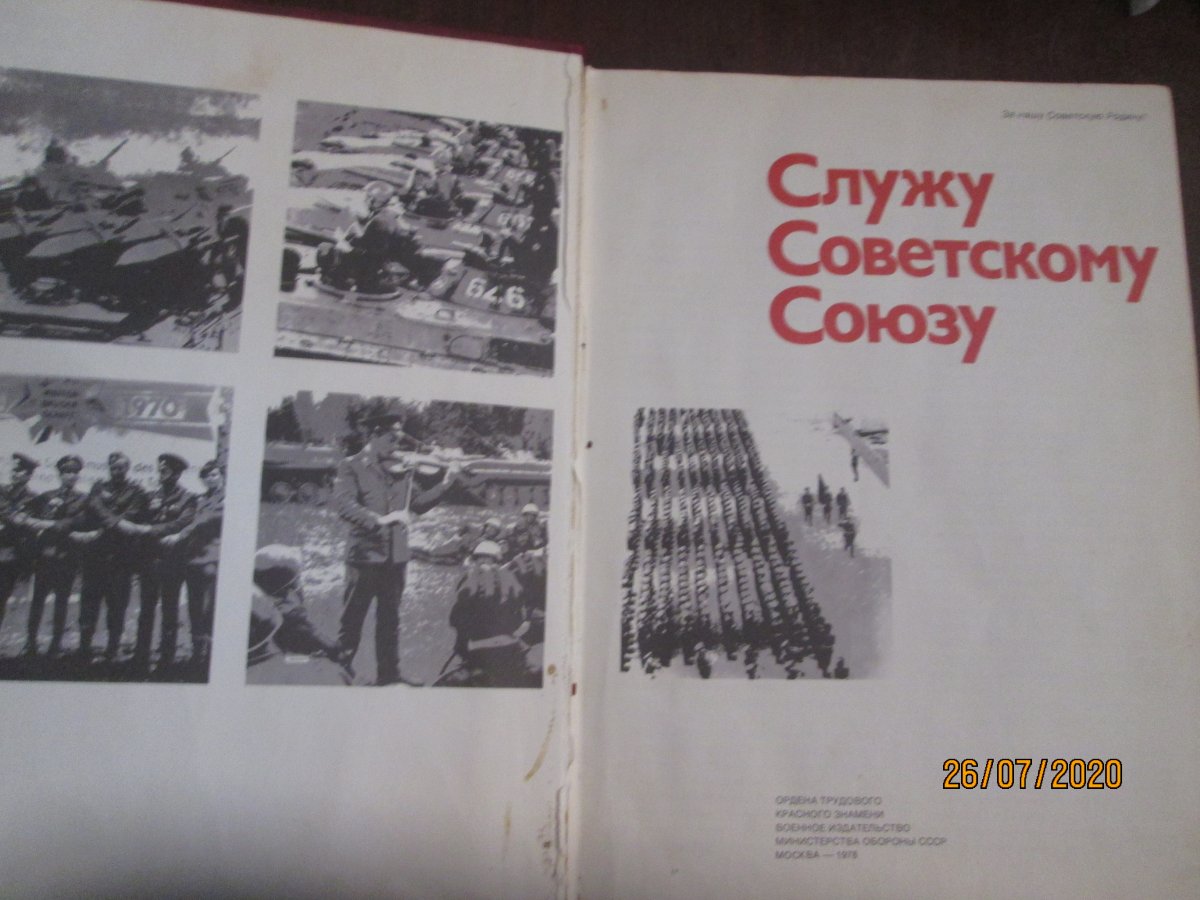 1970
646
За нашу Советскую Родину!
Служу
Советскому
Союзу
ОРДЕНА ТРУДОВОГО
КРАСНОГО ЗНАМЕНИ
ВОЕННОЕ ИЗДАТЕЛЬСТВО
МИНИСТЕРСТВА ОБОРОНЫ СССР
МОСКВА — 1978
26/07/2020